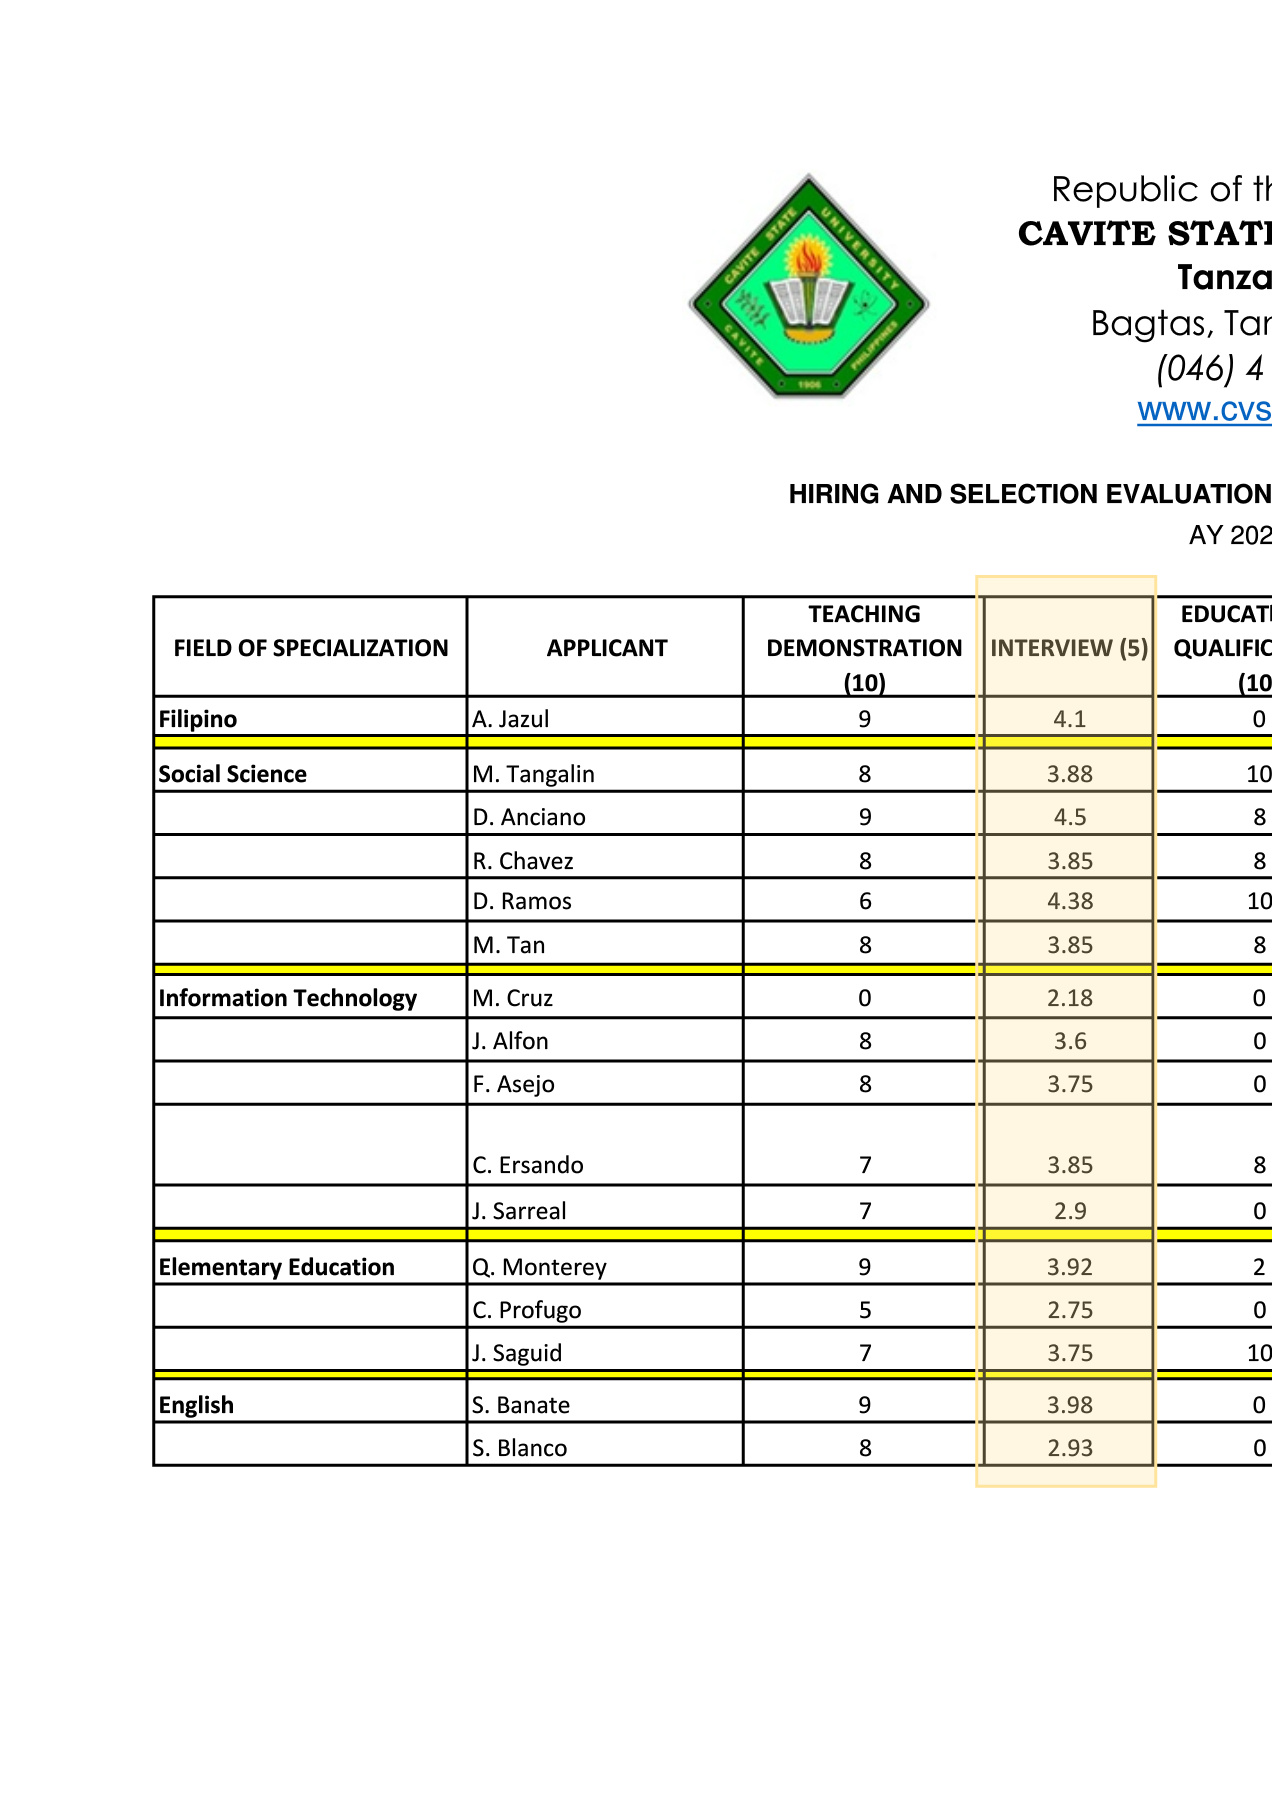 CAVITE STATE UNIVERSITY
CAVITE PHILIPPINES
1906
Republic of th
CAVITE STATE
Tanza
Bagtas, Tan
(046) 4
www.cvs
HIRING AND SELECTION EVALUATION
AY 202
FIELD OF SPECIALIZATION APPLICANT TEACHING DEMONSTRATION (10) INTERVIEW (5) EDUCATI QUALIFIC (10
Filipino A. Jazul 9 4.1 0
Social Science M. Tangalin 8 3.88 10
D. Anciano 9 4.5 8
R. Chavez 8 3.85 8
D. Ramos 6 4.38 10
M. Tan 8 3.85 8
Information Technology M. Cruz 0 2.18 0
J. Alfon 8 3.6 0
F. Asejo 8 3.75 0
C. Ersando 7 3.85 8
J. Sarreal 7 2.9 0
Elementary Education Q. Monterey 9 3.92 2
C. Profugo 5 2.75 0
J. Saguid 7 3.75 10
English S. Banate 9 3.98 0
S. Blanco 8 2.93 0